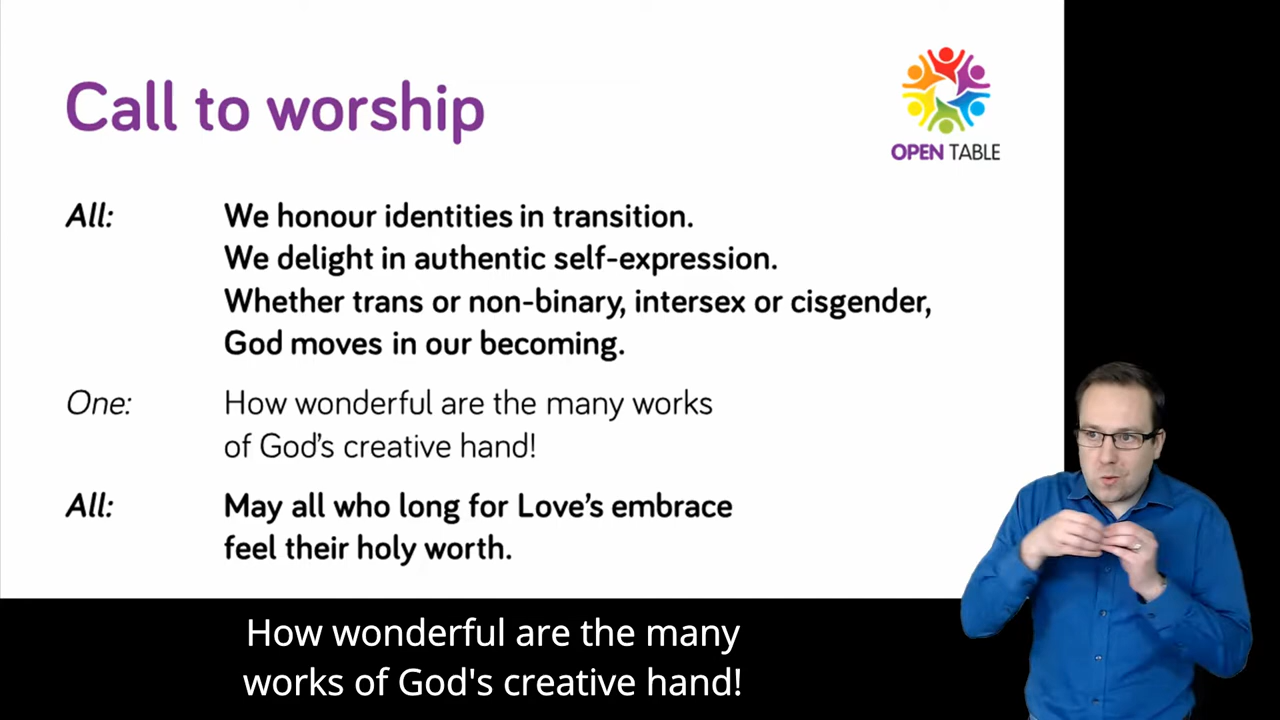 Call to worship
OPEN TABLE
All: We honour identities in transition.
We delight in authentic self-expression.
Whether trans or non-binary, intersex or cisgender,
God moves in our becoming.
One: How wonderful are the many works
of God’s creative hand!
All: May all who long for Love’s embrace
feel their holy worth.
How wonderful are the many
works of God's creative hand!